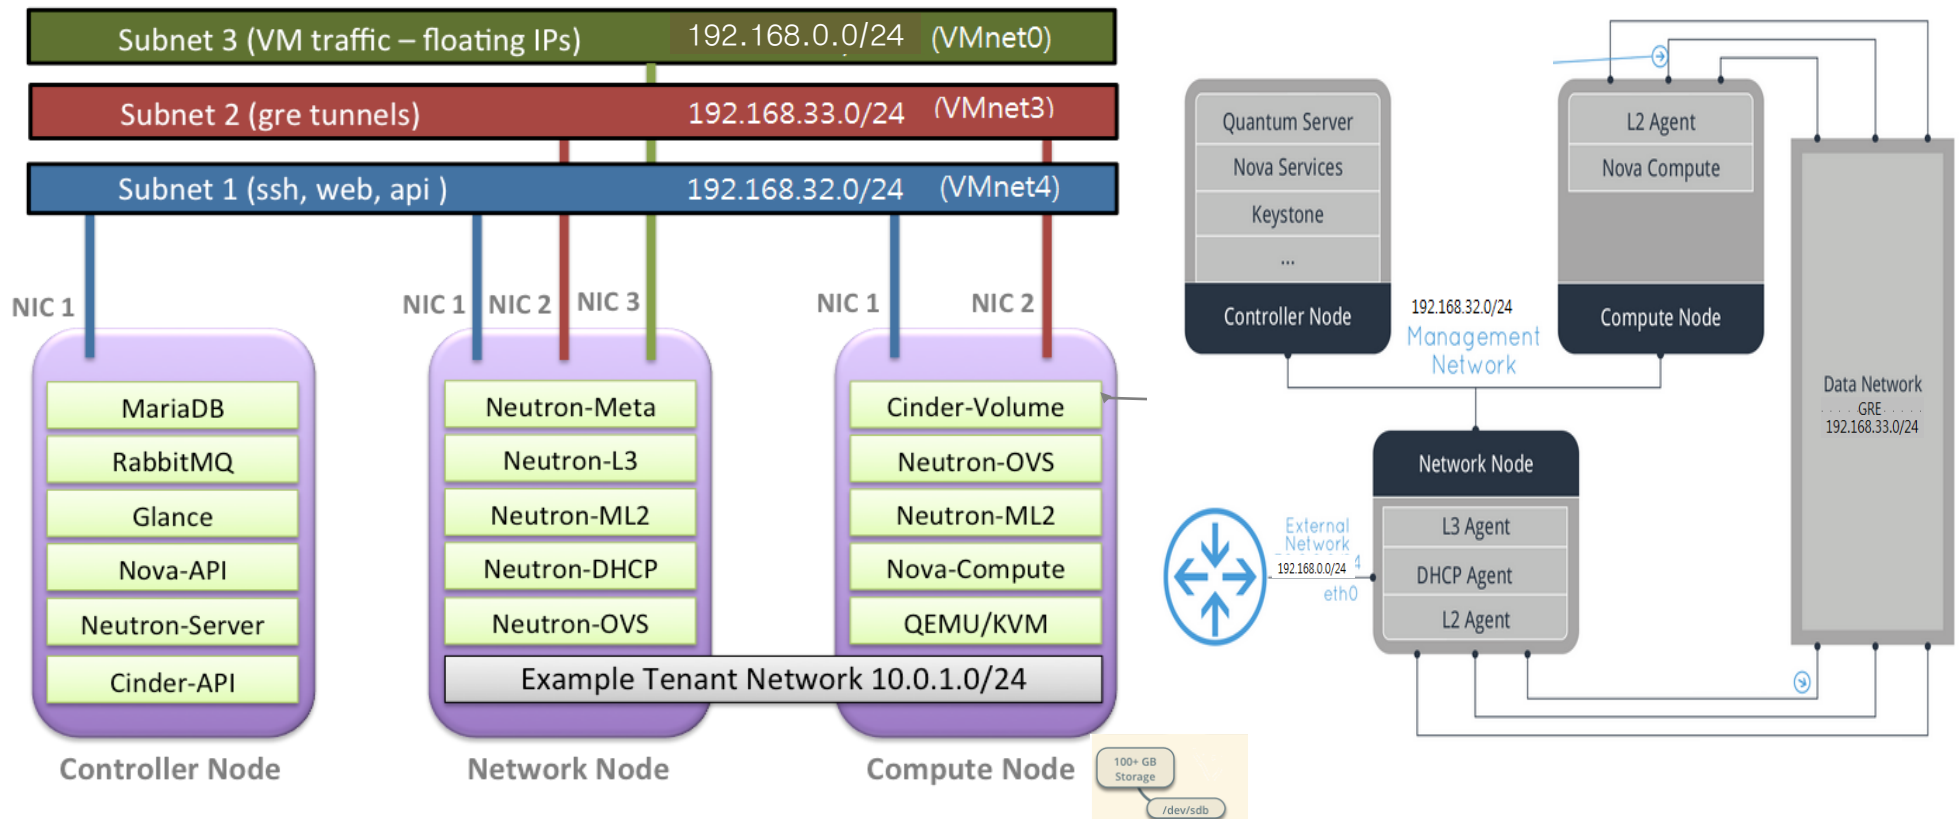 Subnet 3 (VM traffic – floating IPs) 192.168.0.0/24 (VMnet0)
Subnet 2 (gre tunnels) 192.168.33.0/24 (VMnet3)
Subnet 1 (ssh, web, api ) 192.168.32.0/24 (VMnet4)
NIC 1
NIC 1 NIC 2 NIC 3
NIC 1 NIC 2
MariaDB
RabbitMQ
Glance
Nova-API
Neutron-Server
Cinder-API
Controller Node
Neutron-Meta
Neutron-L3
Neutron-ML2
Neutron-DHCP
Neutron-OVS
Network Node
Cinder-Volume
Neutron-OVS
Neutron-ML2
Nova-Compute
QEMU/KVM
Example Tenant Network 10.0.1.0/24
Compute Node
100+ GB
Storage
/dev/sdb
Quantum Server
Nova Services
Keystone
...
Controller Node
L2 Agent
Nova Compute
Compute Node
192.168.32.0/24
Management
Network
Data Network
GRE
192.168.33.0/24
Network Node
L3 Agent
DHCP Agent
L2 Agent
External
Network
192.168.0.0/24
eth0